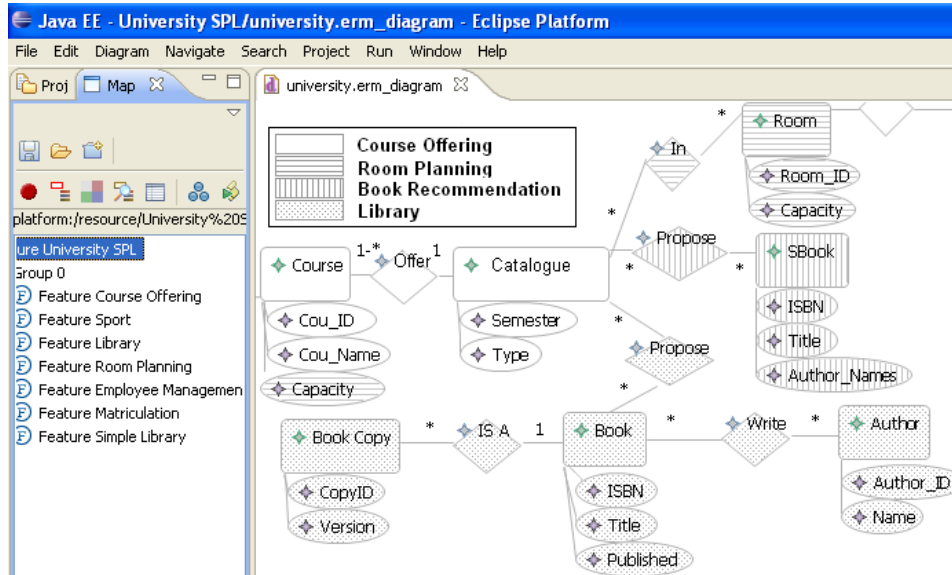 Java EE - University SPL/university.erm_diagram - Eclipse Platform
File Edit Diagram Navigate Search Project Run Window Help
Proj Map
university.erm_diagram
platform:/resource/University%20S
ure University SPL
Group 0
Feature Course Offering
Feature Sport
Feature Library
Feature Room Planning
Feature Employee Managemen
Feature Matriculation
Feature Simple Library
Course Offering
Room Planning
Book Recommendation
Library
* Room
In
Room_ID
Capacity
*
Propose
SBook
* *
ISBN
Title
Author_Names
Course 1-* Offer 1 Catalogue
Cou_ID
Cou_Name
Capacity
Semester
Type
*
Propose
*
Book Copy * IS A 1 Book * Write * Author
CopyID
Version
ISBN
Title
Published
Author_ID
Name